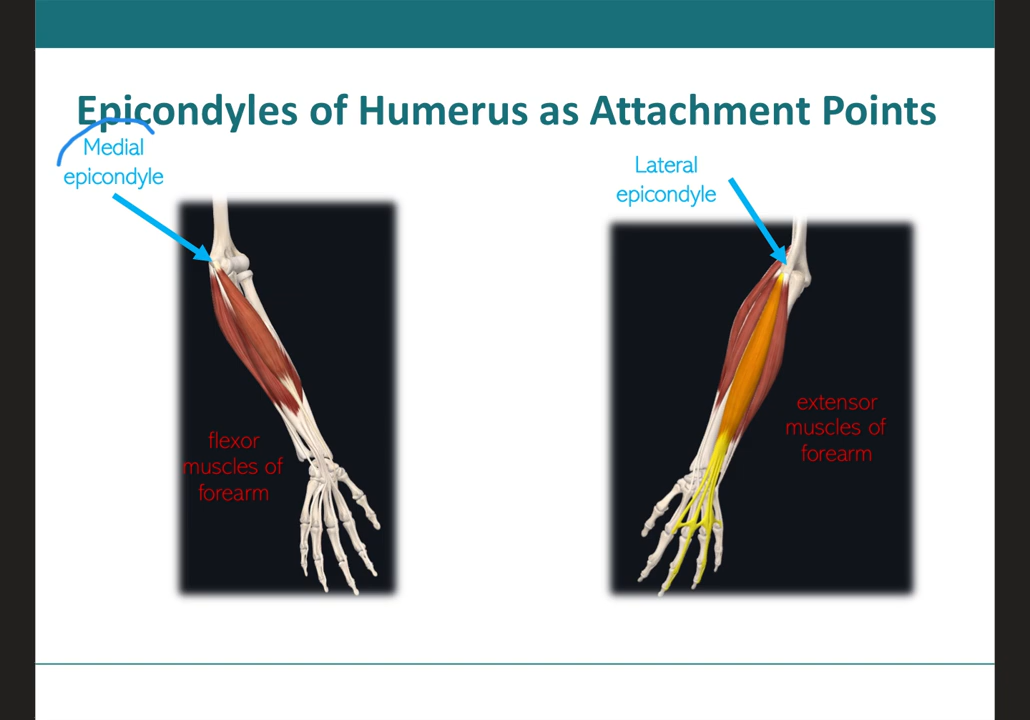 Epicondyles of Humerus as Attachment Points
Medial
epicondyle
Lateral
epicondyle
flexor
muscles of
forearm
extensor
muscles of
forearm